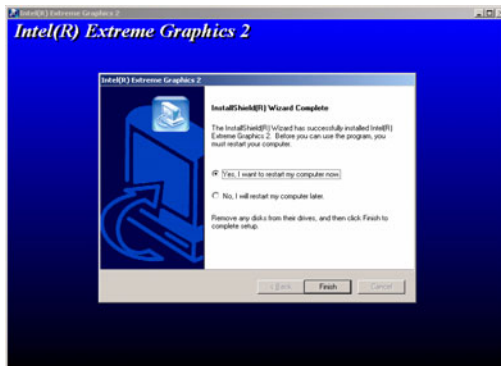 Intel(R) Extreme Graphics 2
Intel(R) Extreme Graphics 2
Intel(R) Extreme Graphics 2
InstallShield(R) Wizard Complete
The InstallShield(R) Wizard has successfully installed Intel(R)
Extreme Graphics 2. Before you can use the program, you
must restart your computer.
Yes, I want to restart my computer now.
No, I will restart my computer later.
Remove any disks from their drives, and then click Finish to
complete setup.
< Back Finish Cancel